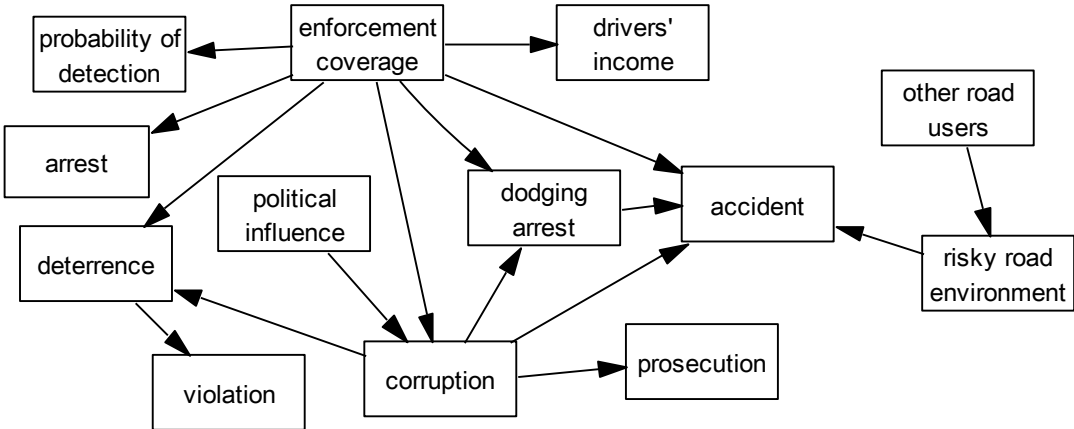 probability of
detection
enforcement
coverage
drivers'
income
other road
users
arrest
political
influence
dodging
arrest
accident
deterrence
risky road
environment
violation
corruption
prosecution